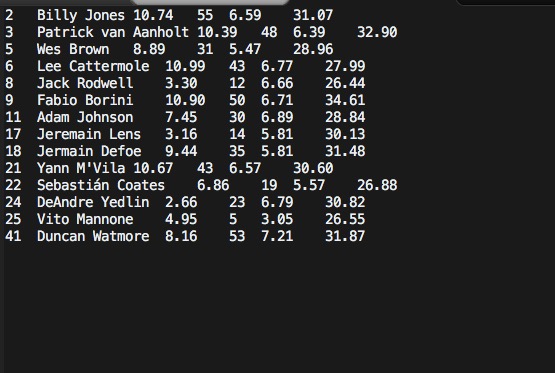 2 Billy Jones 10.74 55 6.59 31.07
3 Patrick van Aanholt 10.39 48 6.39 32.90
5 Wes Brown 8.89 31 5.47 28.96
6 Lee Cattermole 10.99 43 6.77 27.99
8 Jack Rodwell 3.30 12 6.66 26.44
9 Fabio Borini 10.90 50 6.71 34.61
11 Adam Johnson 7.45 30 6.89 28.84
17 Jeremain Lens 3.16 14 5.81 30.13
18 Jermain Defoe 9.44 35 5.81 31.48
21 Yann M'Vila 10.67 43 6.57 30.60
22 Sebastián Coates 6.86 19 5.57 26.88
24 DeAndre Yedlin 2.66 23 6.79 30.82
25 Vito Mannone 4.95 5 3.05 26.55
41 Duncan Watmore 8.16 53 7.21 31.87